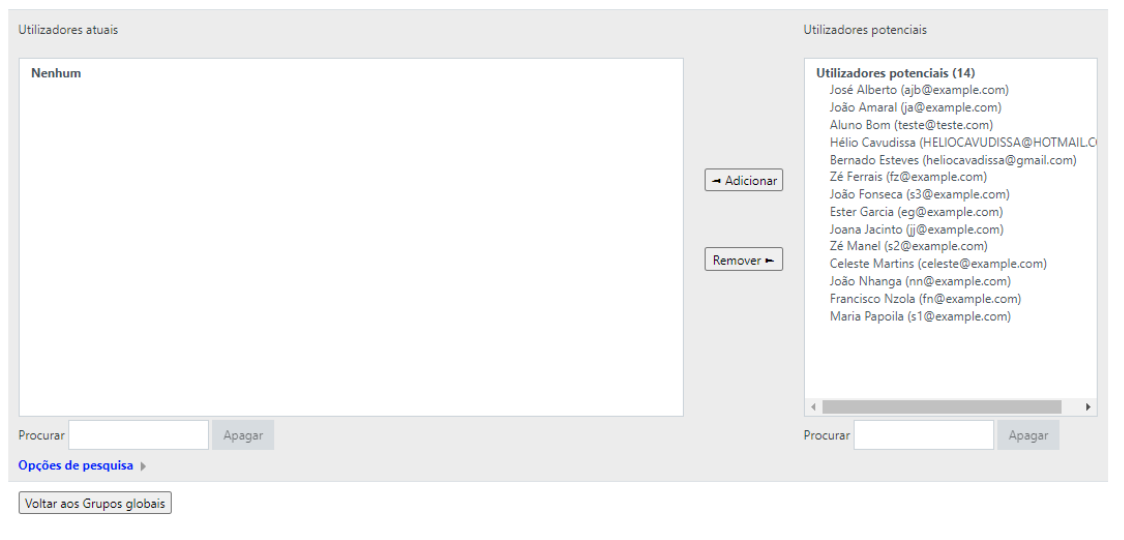 Utilizadores atuais
Nenhum
Procurar
Apagar
Opções de pesquisa
Adicionar
Remover
Utilizadores potenciais
Utilizadores potenciais (14)
José Alberto (ajb@example.com)
João Amaral (ja@example.com)
Aluno Bom (teste@teste.com)
Hélio Cavudissa (HELIOCAVUDISSA@HOTMAIL.C
Bernado Esteves (heliocavadissa@gmail.com)
Zé Ferrais (fz@example.com)
João Fonseca (s3@example.com)
Ester Garcia (eg@example.com)
Joana Jacinto (jj@example.com)
Zé Manel (s2@example.com)
Celeste Martins (celeste@example.com)
João Nhanga (nn@example.com)
Francisco Nzola (fn@example.com)
Maria Papoila (s1@example.com)
Procurar
Apagar
Voltar aos Grupos globais